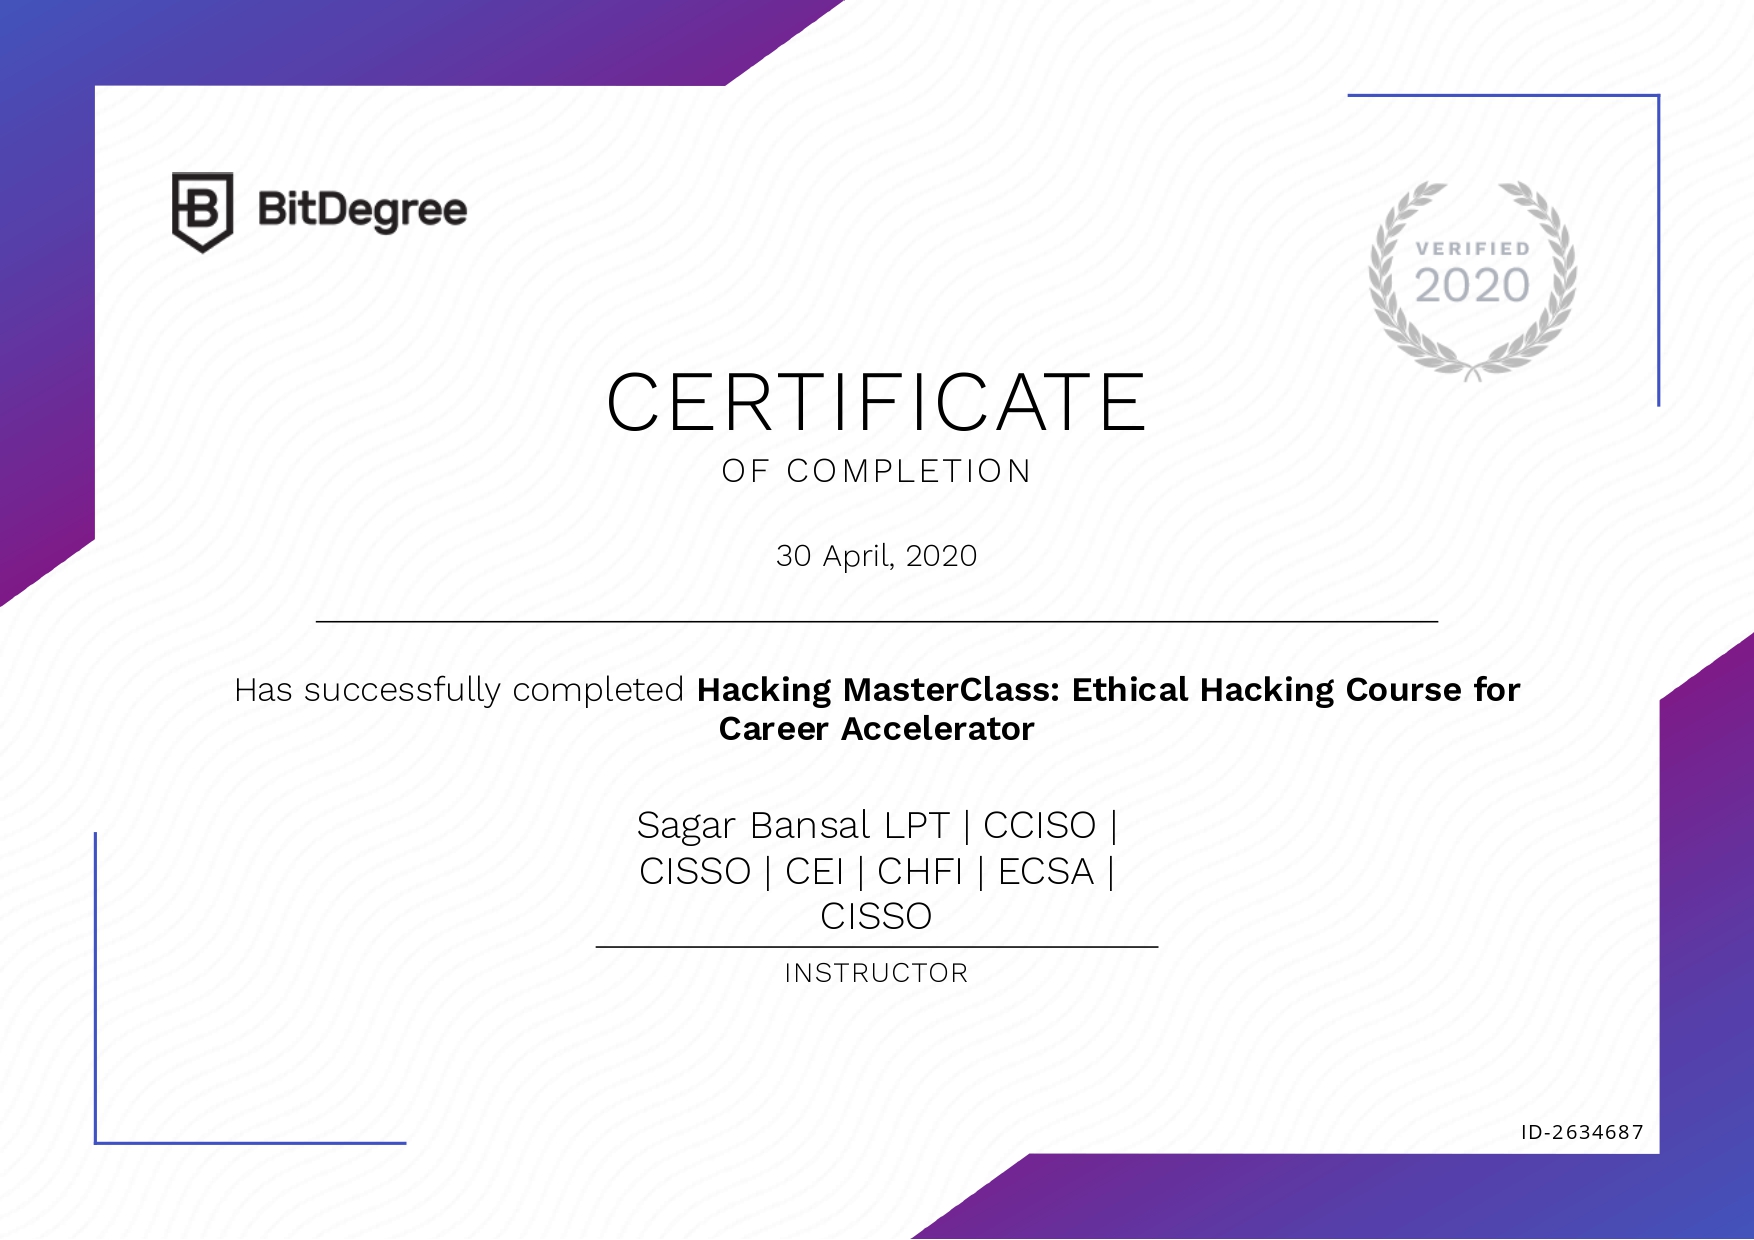 BitDegree
VERIFIED
2020
CERTIFICATE
OF COMPLETION
30 April, 2020
Has successfully completed Hacking MasterClass: Ethical Hacking Course for
Career Accelerator
Sagar Bansal LPT | CCISO |
CISSO | CEI | CHFI | ECSA |
CISSO
INSTRUCTOR
ID-2634687